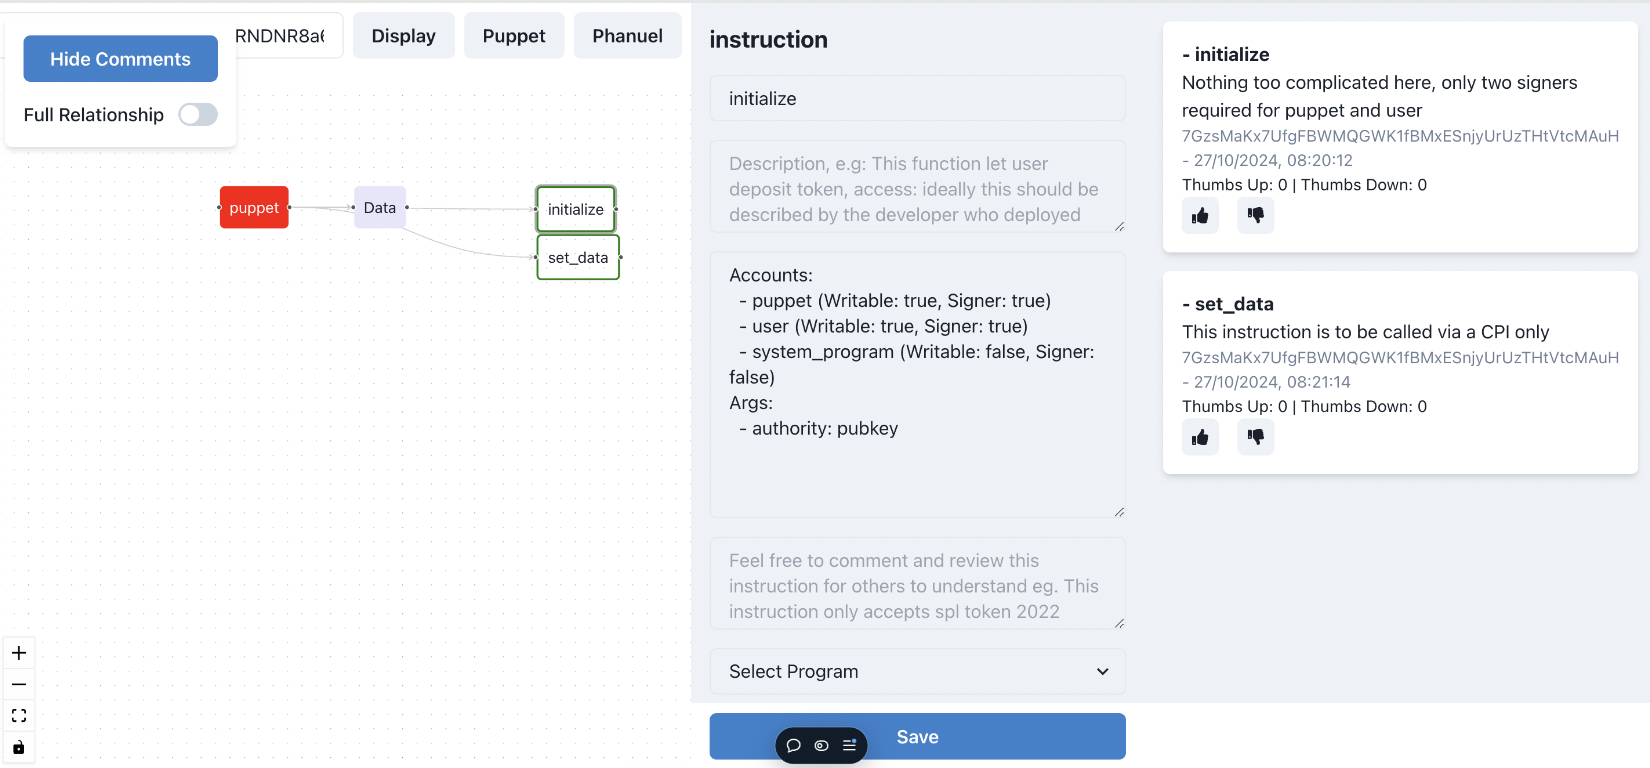 Hide Comments
Full Relationship
RNDNR8a
Display
Puppet
Phanuel
puppet
Data
initialize
set_data
instruction
initialize
Description, e.g: This function let user
deposit token, access: ideally this should be
described by the developer who deployed
Accounts:
- puppet (Writable: true, Signer: true)
- user (Writable: true, Signer: true)
- system_program (Writable: false, Signer:
false)
Args:
- authority: pubkey
Feel free to comment and review this
instruction for others to understand eg. This
instruction only accepts spl token 2022
Select Program
Save
- initialize
Nothing too complicated here, only two signers
required for puppet and user
7GzsMaKx7UfgFBWMQGWK1fBMxESnjyUrUzTHtVtcMAuH
- 27/10/2024, 08:20:12
Thumbs Up: 0 | Thumbs Down: 0
- set_data
This instruction is to be called via a CPI only
7GzsMaKx7UfgFBWMQGWK1fBMxESnjyUrUzTHtVtcMAuH
- 27/10/2024, 08:21:14
Thumbs Up: 0 | Thumbs Down: 0